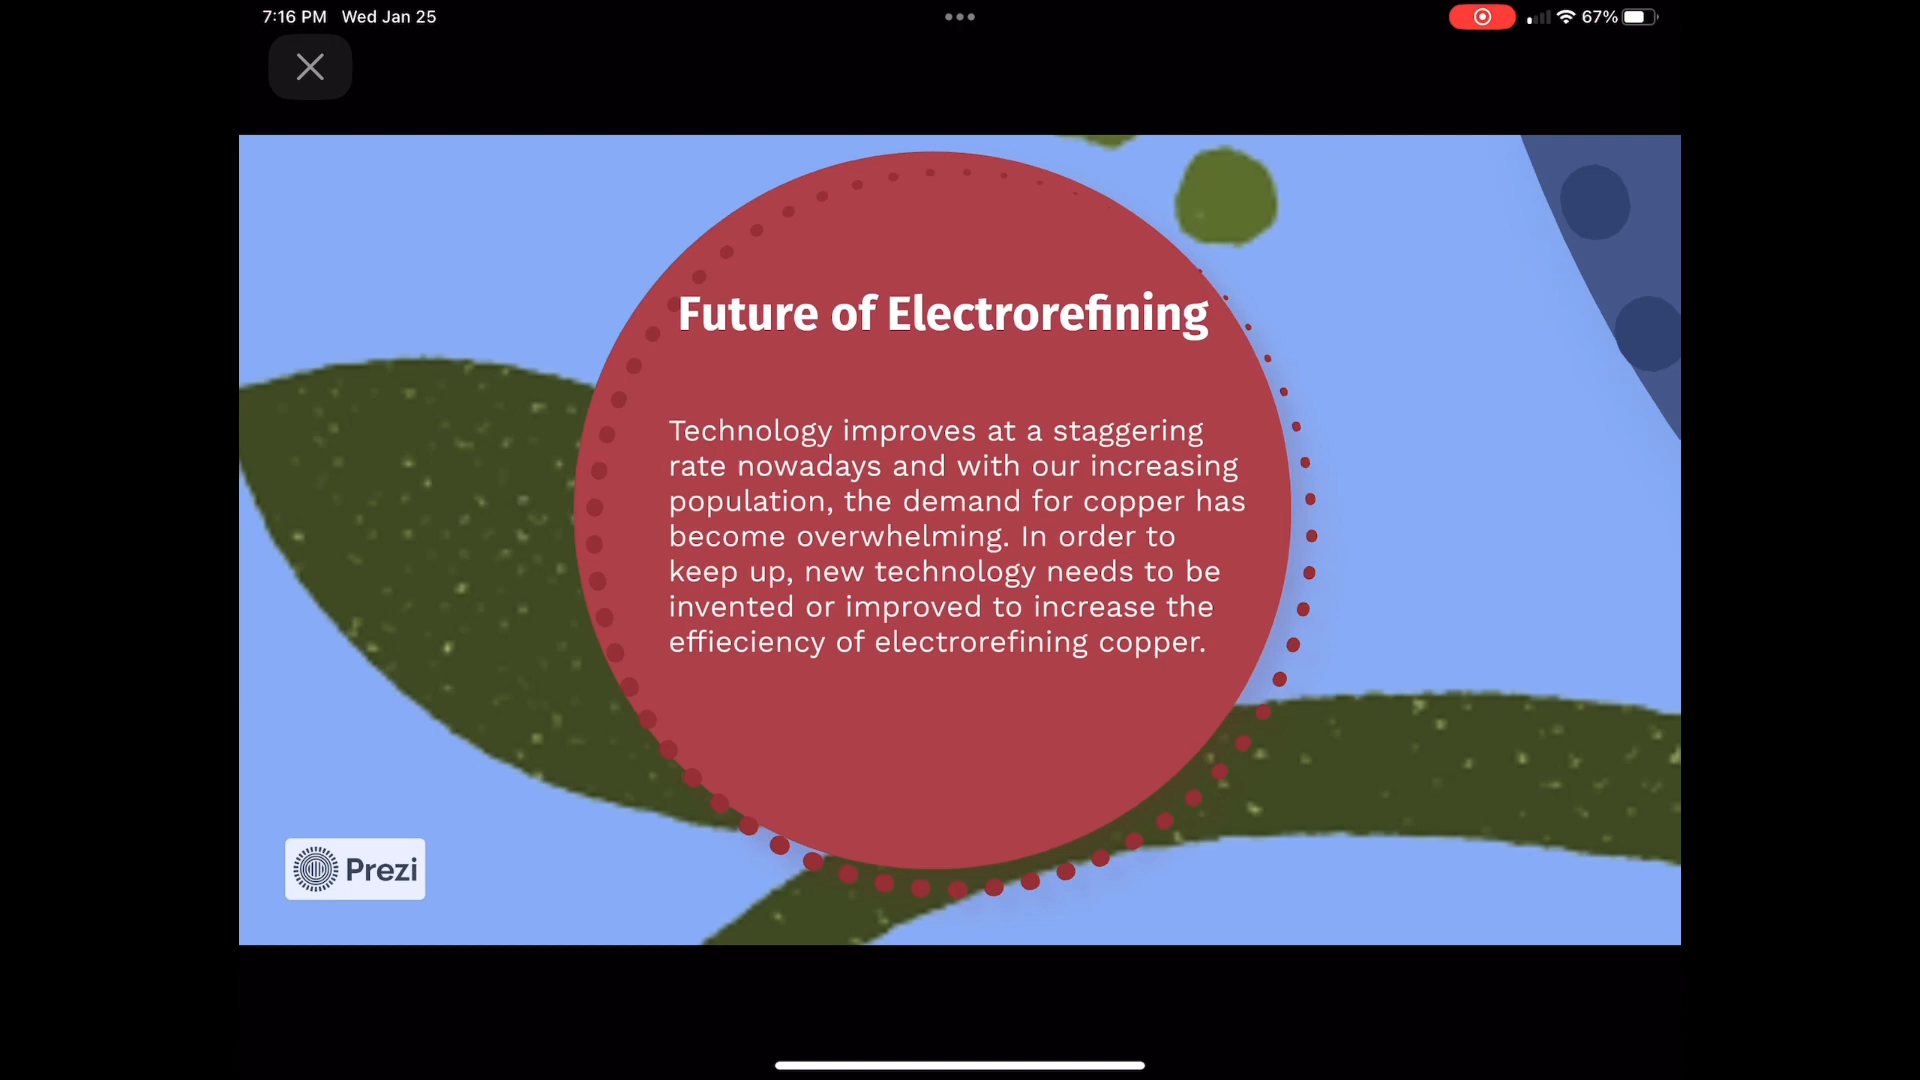 7:16 PM Wed Jan 25
67%
Future of Electrorefining
Technology improves at a staggering
rate nowadays and with our increasing
population, the demand for copper has
become overwhelming. In order to
keep up, new technology needs to be
invented or improved to increase the
effieciency of electrorefining copper.
Prezi